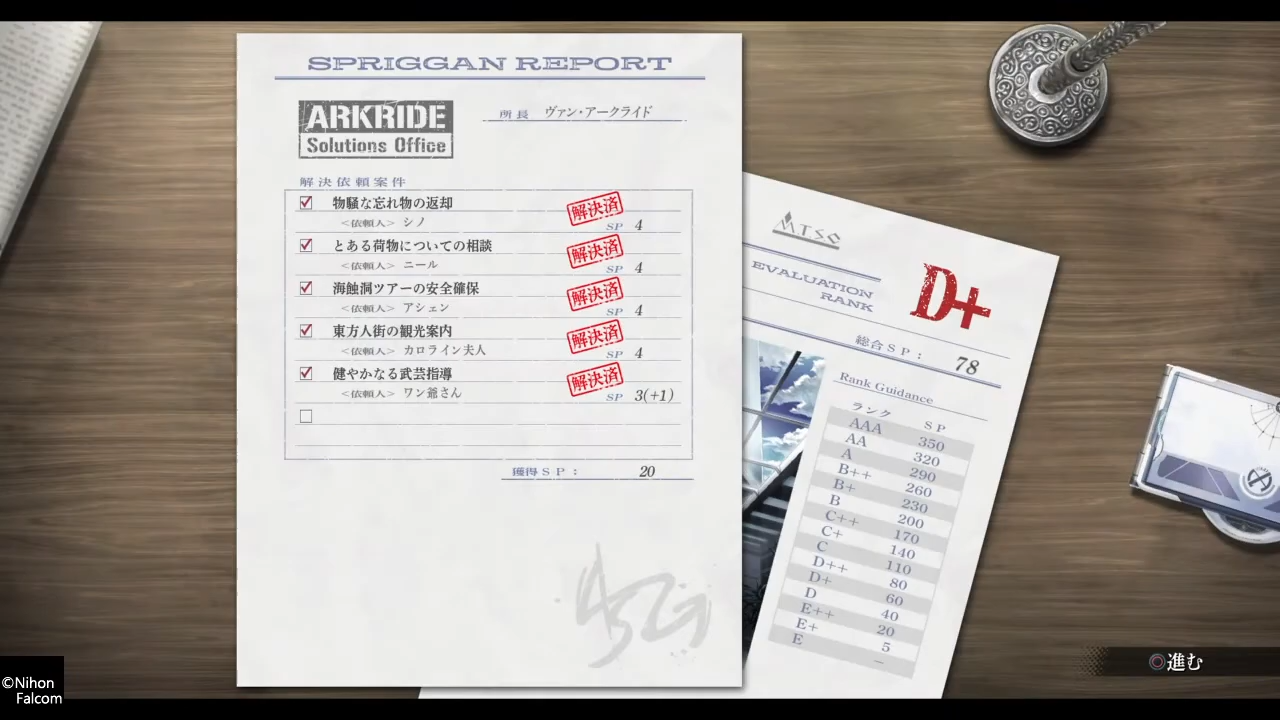 SPRIGGAN REPORT
ARKRIDE
Solutions Office
所長 ヴァン・アークライド
解決依頼案件
物騒な忘れ物の返却
解決済
<依頼人> シノ
SP 4
とある荷物についての相談
解決済
<依頼人> ニール
SP 4
海蝕洞ツアーの安全確保
解決済
<依頼人> アシェン
SP 4
東方人街の観光案内
解決済
<依頼人> カロライン夫人
SP 4
健やかなる武芸指導
解決済
<依頼人> ワン爺さん
SP 3(+1)
獲得SP: 20
MTSC
EVALUATION
RANK
D+
総合SP: 78
Rank Guidance
ランク SP
AAA 350
AA 320
A 290
B++ 260
B+ 230
B 200
C++ 170
C+ 140
C 110
D++ 80
D+ 60
D 40
E++ 20
E+ 5
E –
進む
©Nihon
Falcom